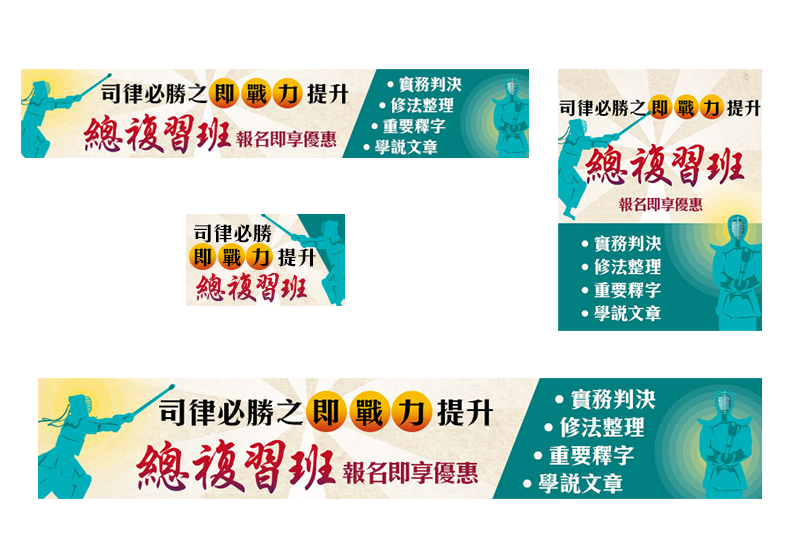 司律必勝之即戰力提升
總複習班 報名即享優惠
• 實務判決
• 修法整理
• 重要釋字
• 學說文章
司律必勝之即戰力提升
總複習班
報名即享優惠
• 實務判決
• 修法整理
• 重要釋字
• 學說文章
司律必勝
即戰力提升
總複習班
司律必勝之即戰力提升
總複習班 報名即享優惠
• 實務判決
• 修法整理
• 重要釋字
• 學說文章